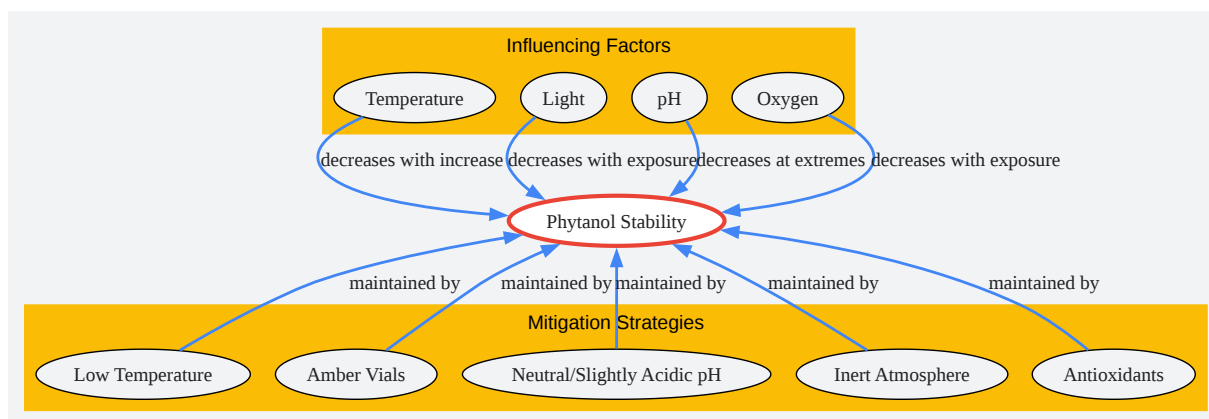 Influencing Factors
Temperature Light pH Oxygen
decreases with increase decreases with exposure decreases at extremes decreases with exposure
Phytanol Stability
maintained by maintained by maintained by maintained by maintained by
Mitigation Strategies
Low Temperature Amber Vials Neutral/Slightly Acidic pH Inert Atmosphere Antioxidants